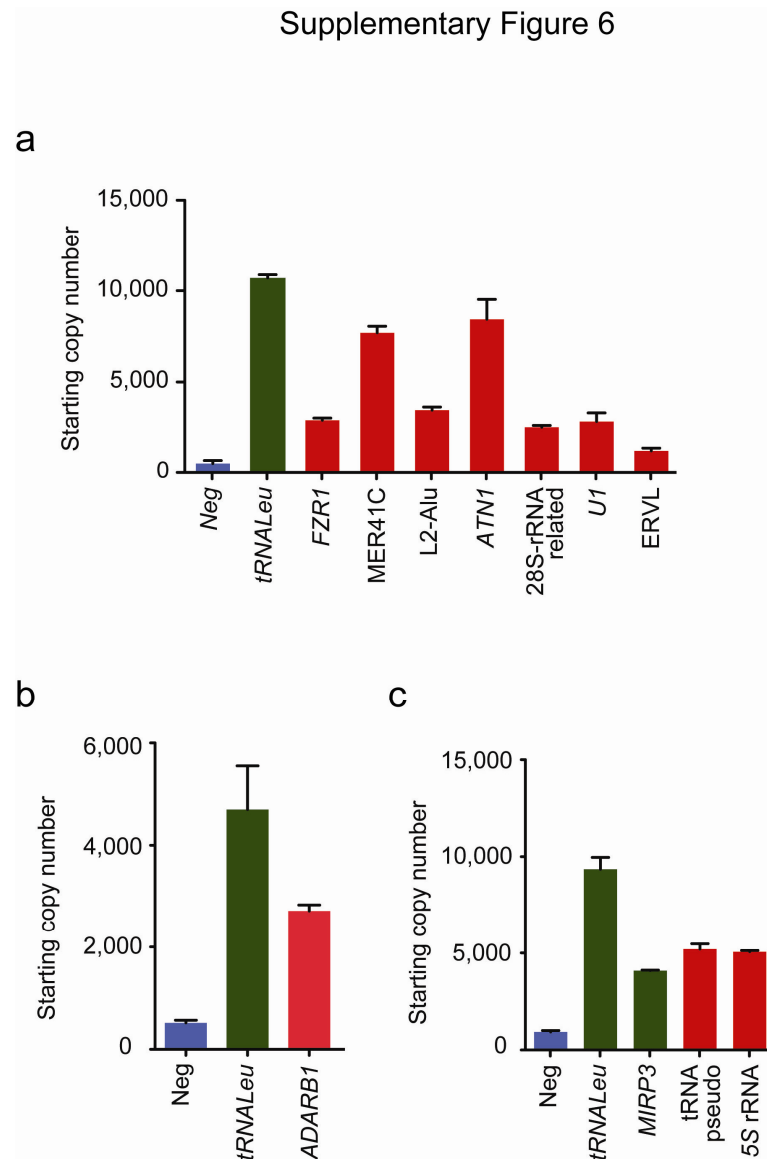 Supplementary Figure 6
a
Starting copy number
15,000
10,000
5,000
0
Neg
tRNALeu
FZR1
MER41C
L2-Alu
ATN1
28S-rRNA
related
U1
ERVL
b
Starting copy number
6,000
4,000
2,000
0
Neg
tRNALeu
ADARB1
c
Starting copy number
15,000
10,000
5,000
0
Neg
tRNALeu
MIRP3
tRNA
pseudo
5S rRNA